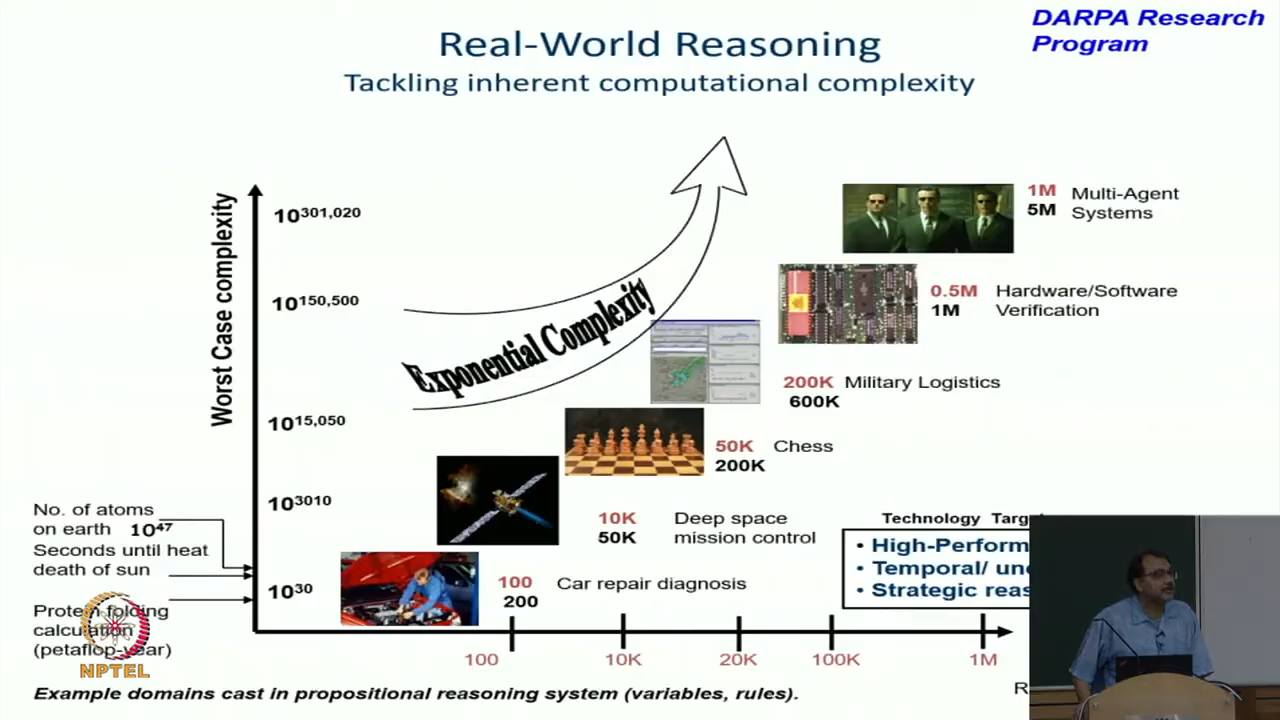 DARPA Research
Program
Real-World Reasoning
Tackling inherent computational complexity
Worst Case complexity
10^301,020
10^150,500
10^15,050
10^3010
10^30
Exponential Complexity
1M Multi-Agent
5M Systems
0.5M Hardware/Software
1M Verification
200K Military Logistics
600K
50K Chess
200K
10K Deep space
50K mission control
100 Car repair diagnosis
200
No. of atoms
on earth 10^47
Seconds until heat
death of sun
Protein folding
calculation
(petaflop-year)
NPTEL
Technology
• High-Perform
• Temporal/
• Strategic
100 10K 20K 100K 1M
Example domains cast in propositional reasoning system (variables, rules).